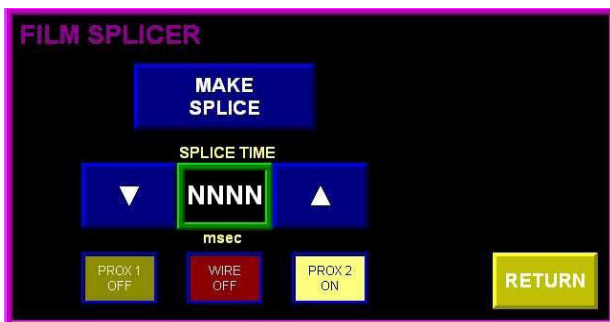 FILM SPLICER
MAKE
SPLICE
SPLICE TIME
▼ NNNN ▲
msec
PROX 1
OFF
WIRE
OFF
PROX 2
ON
RETURN